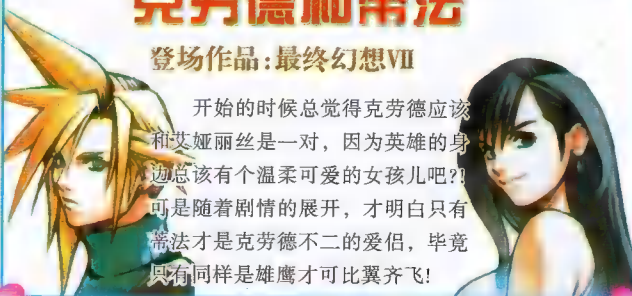 克劳德和蒂法
登场作品:最终幻想Ⅶ
开始的时候总觉得克劳德应该
和艾娅丽丝是一对，因为英雄的身
边总该有个温柔可爱的女孩儿吧?!
可是随着剧情的展开，才明白只有
蒂法才是克劳德不二的爱侣，毕竟
只有同样是雄鹰才可比翼齐飞!